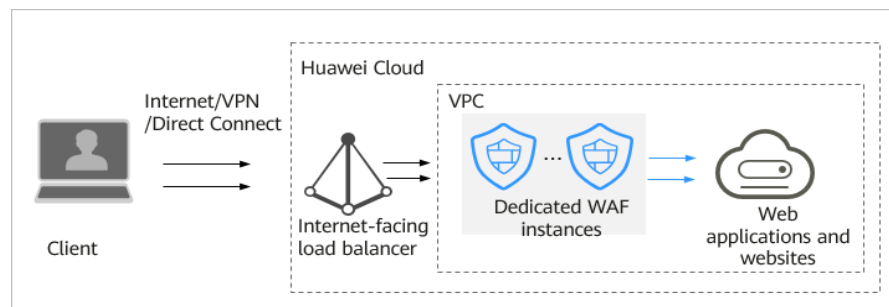 Huawei Cloud
Internet/VPN
/Direct Connect
VPC
...
Dedicated WAF
instances
Internet-facing
load balancer
Web
applications and
websites
Client